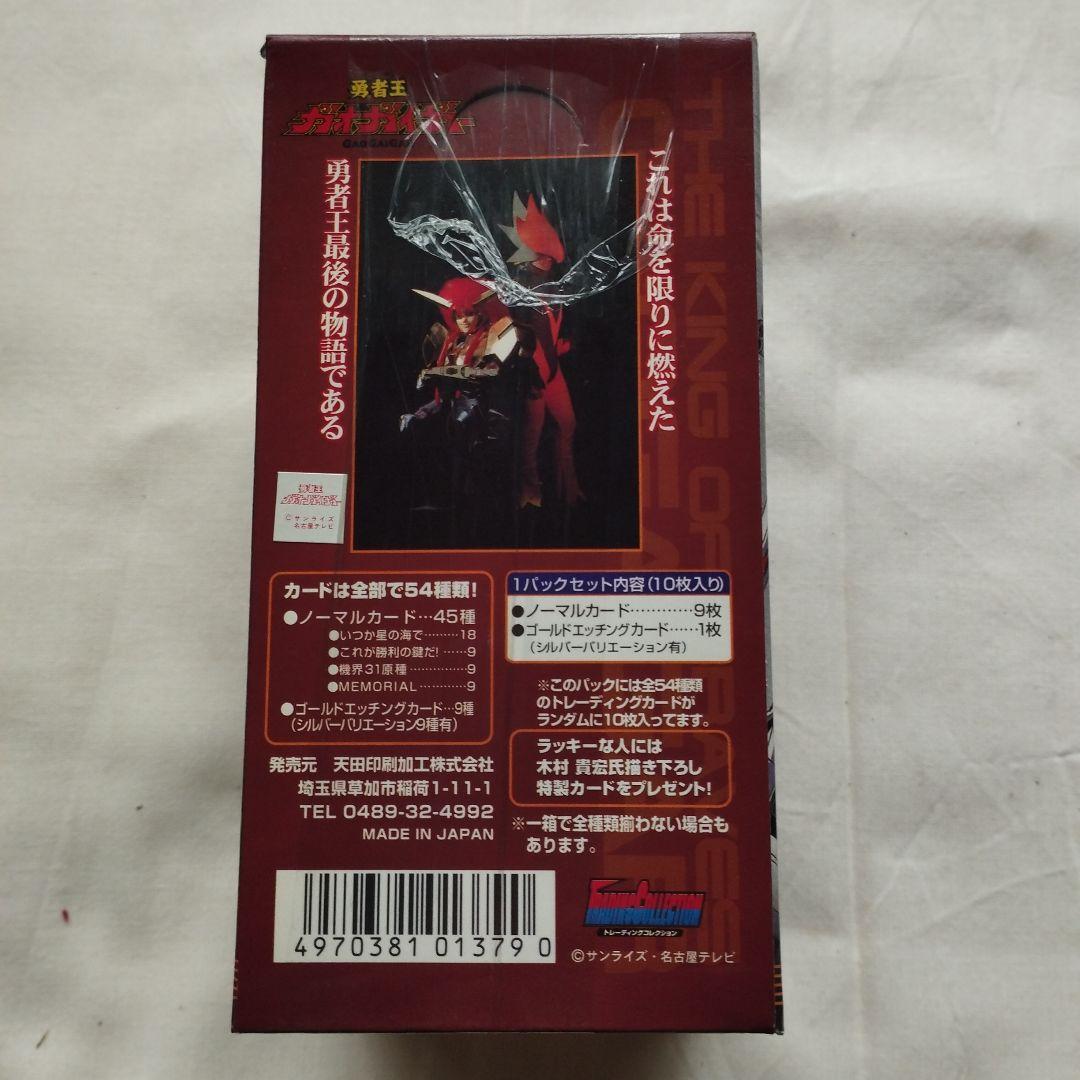 勇者王
ガオガイガー
GAOGAIGAR
これは命を限りに燃えた
勇者王最後の物語である
THE KING OF BRAVES
勇者王
ガオガイガー
©サンライズ
名古屋テレビ
カードは全部で54種類!
●ノーマルカード…45種
●いつか星の海で………18
●これが勝利の鍵だ!……9
●機界31原種……………9
●MEMORIAL…………9
●ゴールドエッチングカード…9種
(シルバーバリエーション9種有)
1パックセット内容(10枚入り)
●ノーマルカード…………9枚
●ゴールドエッチングカード……1枚
(シルバーバリエーション有)
※このパックには全54種類
のトレーディングカードが
ランダムに10枚入ってます。
ラッキーな人には
木村 貴宏氏描き下ろし
特製カードをプレゼント!
※一箱で全種類揃わない場合も
あります。
発売元 天田印刷加工株式会社
埼玉県草加市稲荷1-11-1
TEL 0489-32-4992
MADE IN JAPAN
4970381 013790
TRADING COLLECTION
トレーディングコレクション
©サンライズ・名古屋テレビ